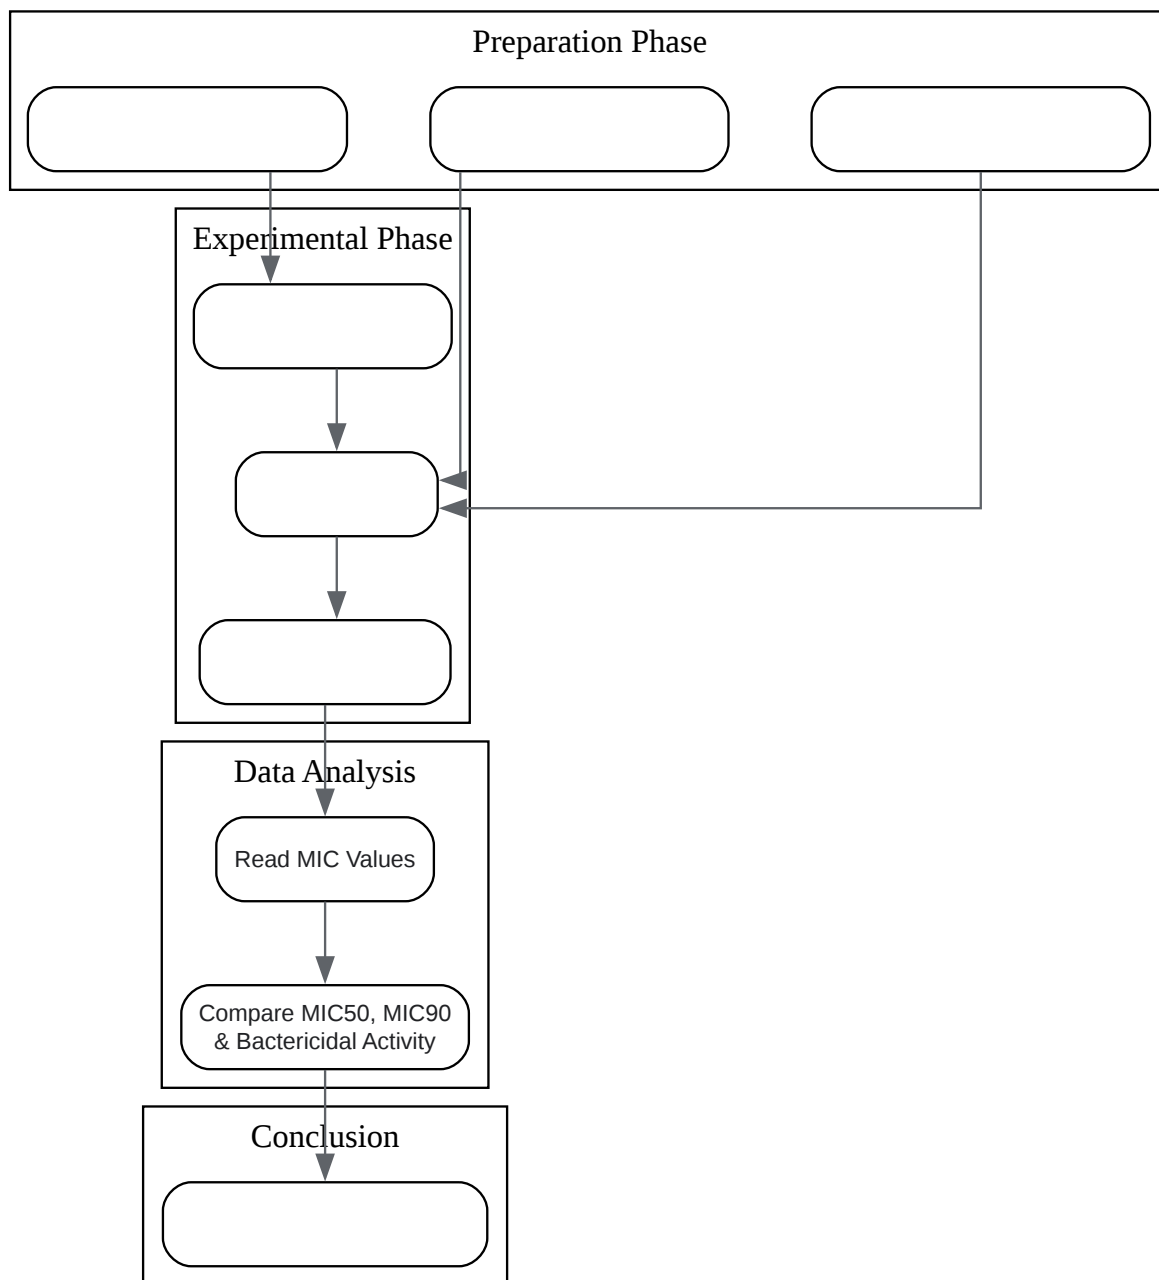 Preparation Phase
Experimental Phase
Data Analysis
Read MIC Values
Compare MIC50, MIC90
& Bactericidal Activity
Conclusion